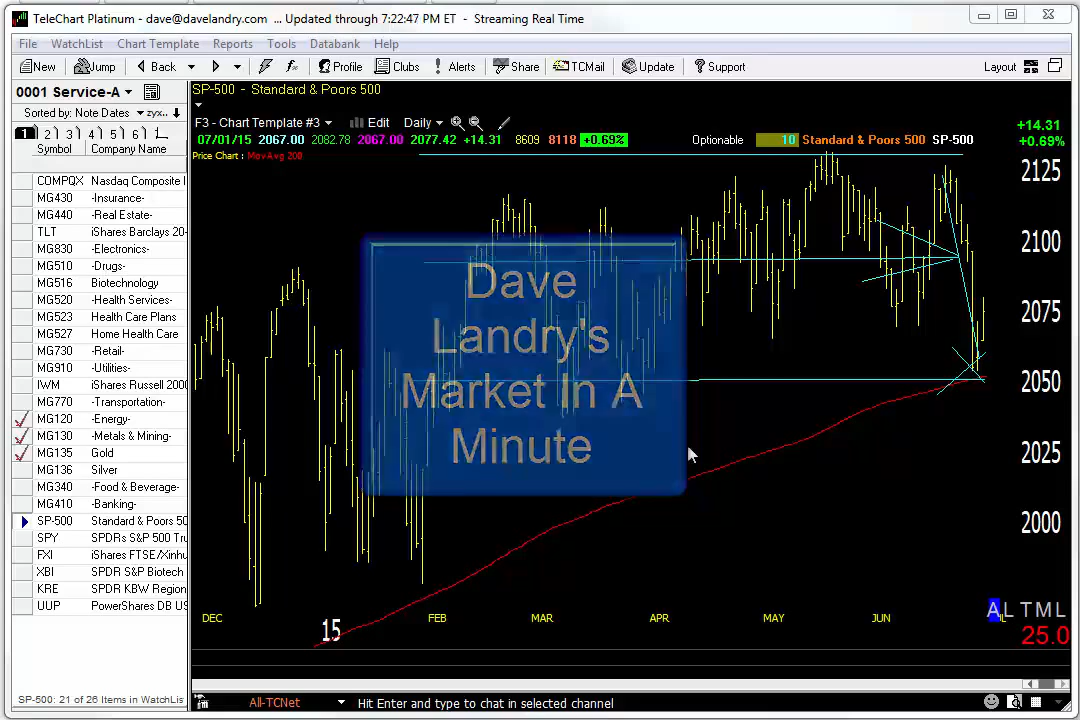 TeleChart Platinum - dave@davelandry.com ... Updated through 7:22:47 PM ET - Streaming Real Time
File WatchList Chart Template Reports Tools Databank Help
New Jump Back Profile Clubs Alerts Share TCMail Update Support Layout
0001 Service-A
SP-500 - Standard & Poors 500
Sorted by: Note Dates zyx..
F3 - Chart Template #3 Edit Daily
1 2 3 4 5 6
07/01/15 2067.00 2082.78 2067.00 2077.42 +14.31 8609 8118 +0.69% Optionable 10 Standard & Poors 500 SP-500
+14.31
+0.69%
Symbol Company Name
Price Chart : MovAvg 200
COMPQX Nasdaq Composite I
MG430 -Insurance-
MG440 -Real Estate-
TLT iShares Barclays 20-
MG830 -Electronics-
MG510 -Drugs-
MG516 Biotechnology
MG520 -Health Services-
MG523 Health Care Plans
MG527 Home Health Care
MG730 -Retail-
MG910 -Utilities-
IWM iShares Russell 2000
MG770 -Transportation-
MG120 -Energy-
MG130 -Metals & Mining-
MG135 Gold
MG136 Silver
MG340 -Food & Beverage-
MG410 -Banking-
SP-500 Standard & Poors 50
SPY SPDRs S&P 500 Tru
FXI iShares FTSE/Xinhu
XBI SPDR S&P Biotech
KRE SPDR KBW Region
UUP PowerShares DB US
Dave
Landry's
Market In A
Minute
2125
2100
2075
2050
2025
2000
DEC 15 FEB MAR APR MAY JUN
A L T M L
25.0
SP-500: 21 of 26 Items in WatchList
All-TCNet Hit Enter and type to chat in selected channel